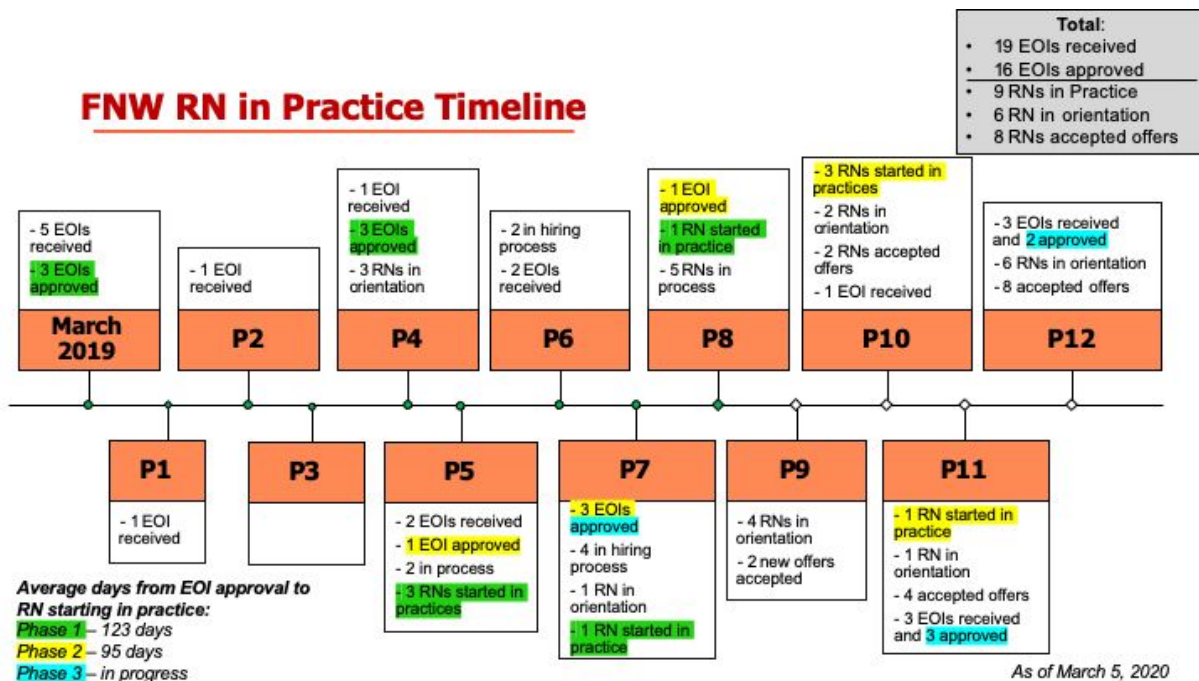 Total:
• 19 EOIs received
• 16 EOIs approved
• 9 RNs in Practice
• 6 RN in orientation
• 8 RNs accepted offers
FNW RN in Practice Timeline
- 5 EOIs
received
- 3 EOIs
approved
March
2019
- 1 EOI
received
P2
- 1 EOI
received
- 3 EOIs
approved
- 3 RNs in
orientation
P4
- 2 in hiring
process
- 2 EOIs
received
P6
- 1 EOI
approved
- 1 RN started
in practice
- 5 RNs in
process
P8
- 3 RNs started in
practices
- 2 RNs in
orientation
- 2 RNs accepted
offers
- 1 EOI received
P10
- 3 EOIs received
and 2 approved
- 6 RNs in orientation
- 8 accepted offers
P12
P1
- 1 EOI
received
P3
P5
- 2 EOIs received
- 1 EOI approved
- 2 in process
- 3 RNs started in
practices
P7
- 3 EOIs
approved
- 4 in hiring
process
- 1 RN in
orientation
- 1 RN started in
practice
P9
- 4 RNs in
orientation
- 2 new offers
accepted
P11
- 1 RN started in
practice
- 1 RN in
orientation
- 4 accepted offers
- 3 EOIs received
and 3 approved
Average days from EOI approval to
RN starting in practice:
Phase 1 – 123 days
Phase 2 – 95 days
Phase 3 – in progress
As of March 5, 2020